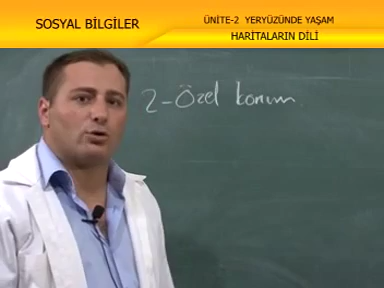 SOSYAL BİLGİLER
ÜNİTE-2 YERYÜZÜNDE YAŞAM
HARİTALARIN DİLİ
2-Özel konum